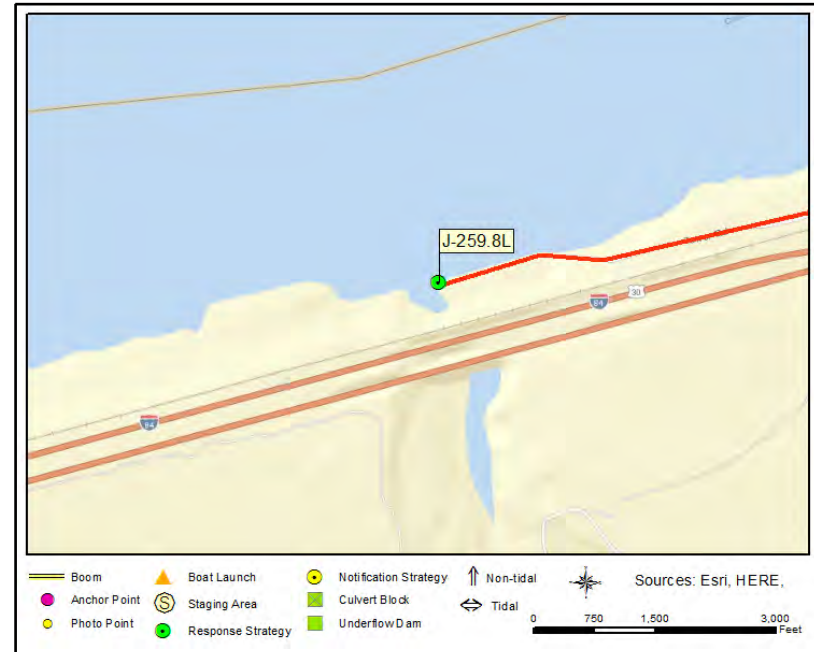 J-259.8L
30
84
84
Boom
Anchor Point
Photo Point
Boat Launch
Staging Area
Response Strategy
Notification Strategy
Culvert Block
Underflow Dam
Non-tidal
Tidal
S
Sources: Esri, HERE,
0 750 1,500 3,000
Feet